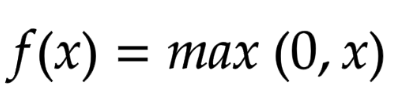 f(x) = max (0, x)